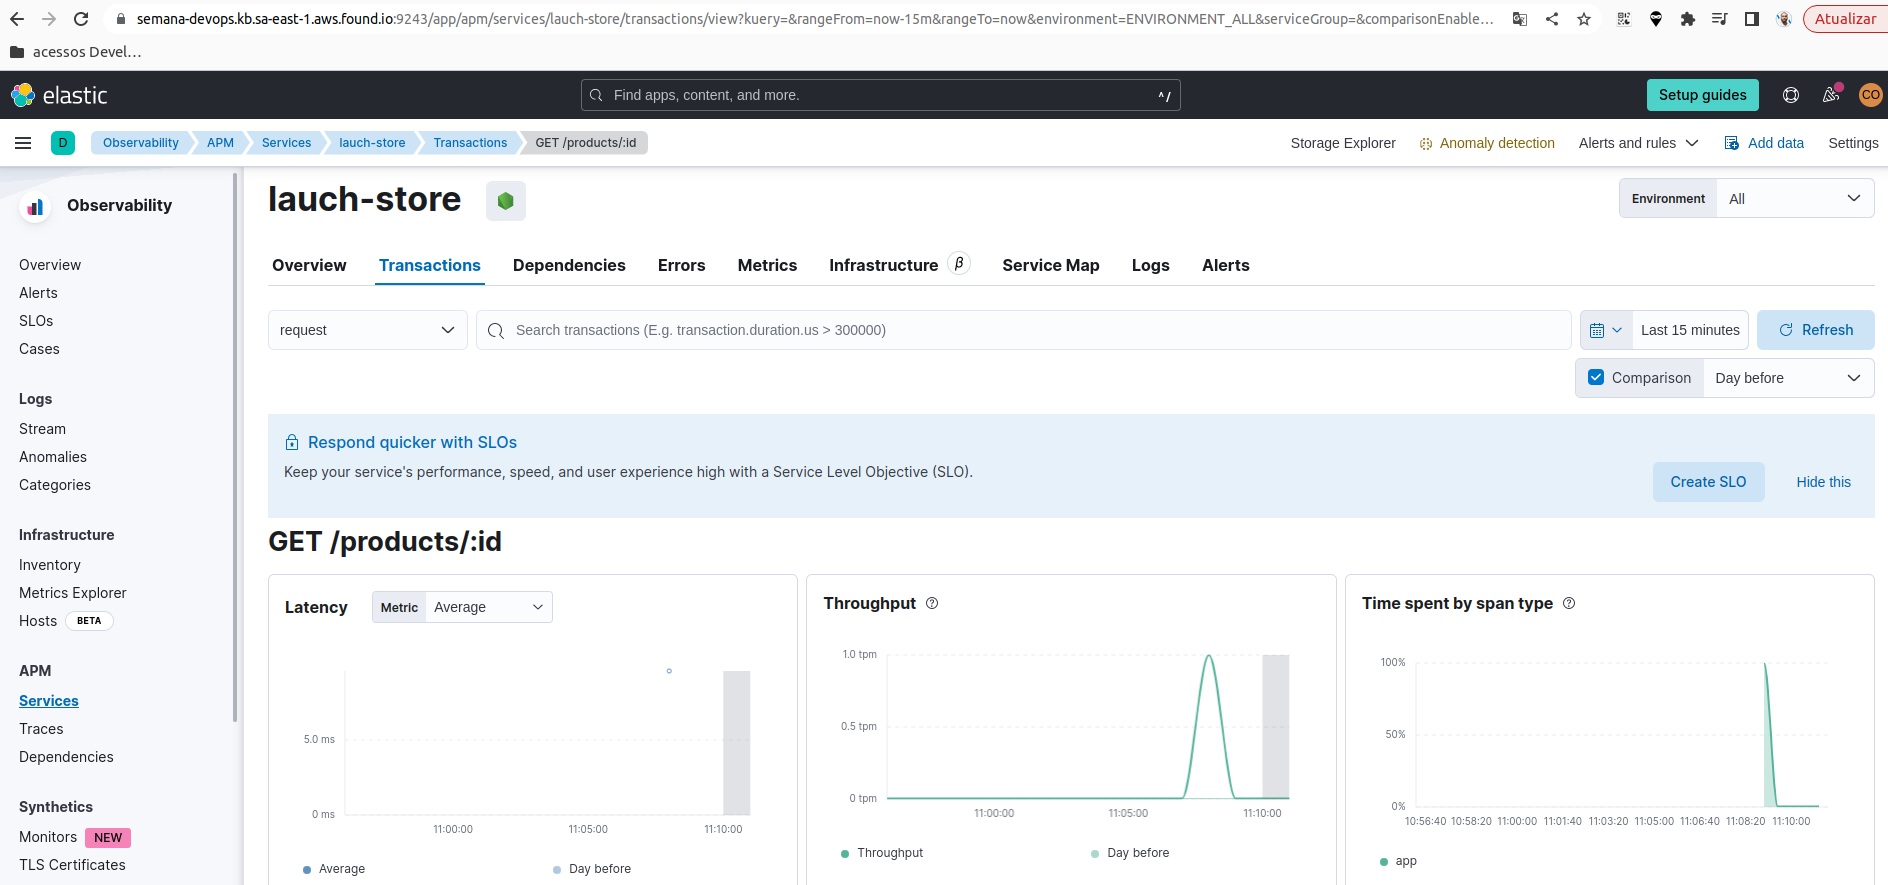 semana-devops.kb.sa-east-1.aws.found.io:9243/app/apm/services/lauch-store/transactions/view?kuery=&rangeFrom=now-15m&rangeTo=now&environment=ENVIRONMENT_ALL&serviceGroup=&comparisonEnable...
Atualizar
acessos Devel...
elastic
Find apps, content, and more.
^/
Setup guides
CO
D
Observability
APM
Services
lauch-store
Transactions
GET /products/:id
Storage Explorer
Anomaly detection
Alerts and rules
Add data
Settings
Observability
Overview
Alerts
SLOs
Cases
Logs
Stream
Anomalies
Categories
Infrastructure
Inventory
Metrics Explorer
Hosts BETA
APM
Services
Traces
Dependencies
Synthetics
Monitors NEW
TLS Certificates
lauch-store
Environment All
Overview
Transactions
Dependencies
Errors
Metrics
Infrastructure β
Service Map
Logs
Alerts
request
Search transactions (E.g. transaction.duration.us > 300000)
Last 15 minutes
Refresh
Comparison
Day before
Respond quicker with SLOs
Keep your service's performance, speed, and user experience high with a Service Level Objective (SLO).
Create SLO
Hide this
GET /products/:id
Latency
Metric Average
5.0 ms
0 ms
11:00:00 11:05:00 11:10:00
Average Day before
Throughput
1.0 tpm
0.5 tpm
0 tpm
11:00:00 11:05:00 11:10:00
Throughput Day before
Time spent by span type
100%
50%
0%
10:56:40 10:58:20 11:00:00 11:01:40 11:03:20 11:05:00 11:06:40 11:08:20 11:10:00
app